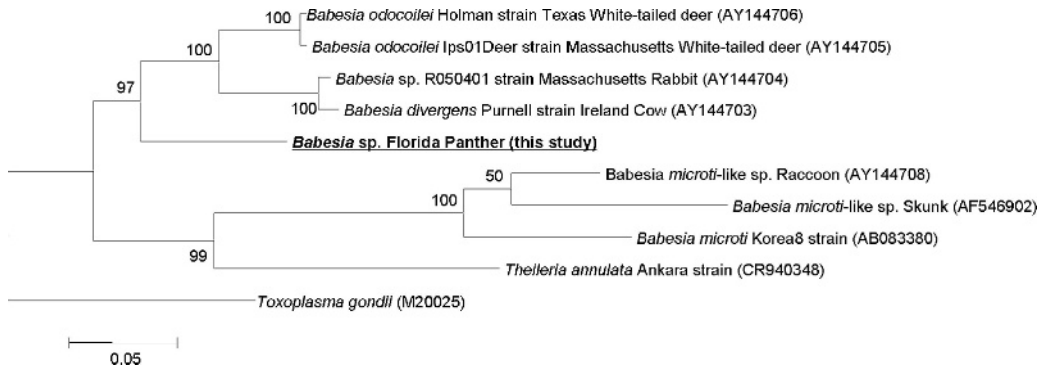 100 Babesia odocoilei Holman strain Texas White-tailed deer (AY144706)
Babesia odocoilei Ips01Deer strain Massachusetts White-tailed deer (AY144705)
100
Babesia sp. R050401 strain Massachusetts Rabbit (AY144704)
97
100 Babesia divergens Purnell strain Ireland Cow (AY144703)
Babesia sp. Florida Panther (this study)
50 Babesia microti-like sp. Raccoon (AY144708)
100 Babesia microti-like sp. Skunk (AF546902)
Babesia microti Korea8 strain (AB083380)
99 Theileria annulata Ankara strain (CR940348)
Toxoplasma gondii (M20025)
0.05